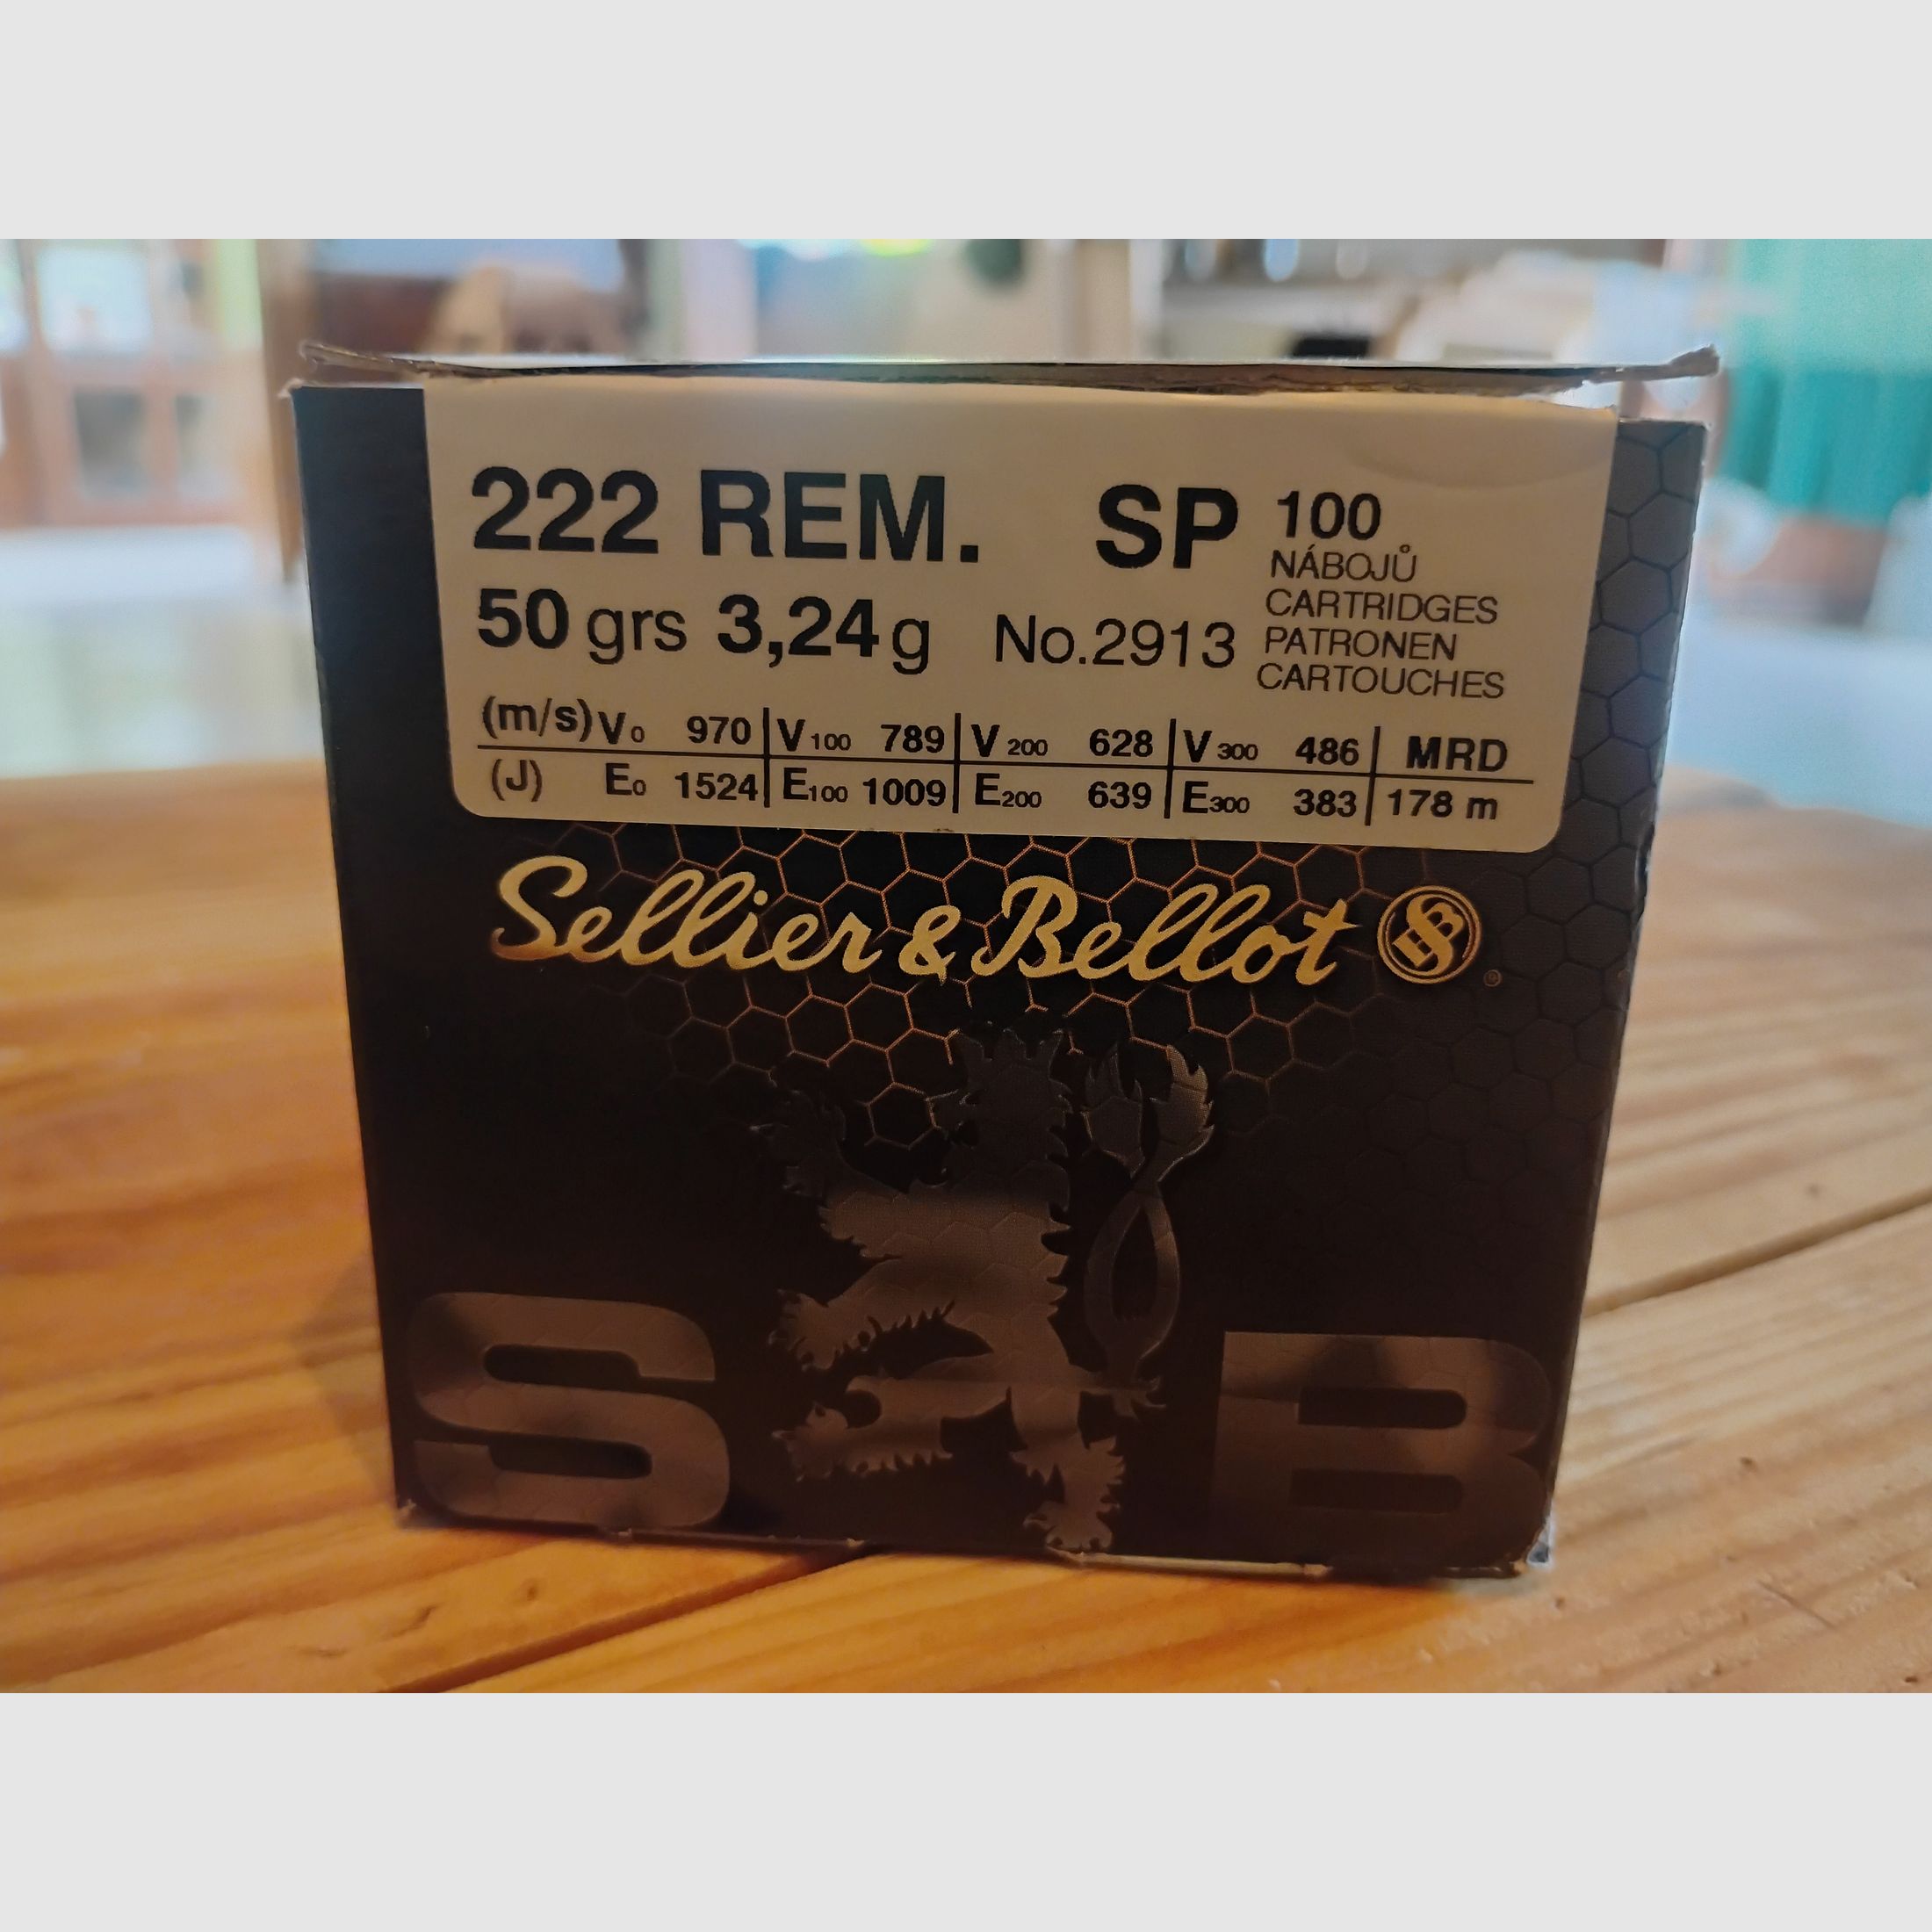 222 REM. SP 100
NÁBOJŮ
CARTRIDGES
50 grs 3,24 g No.2913 PATRONEN
CARTOUCHES
(m/s) V0 970 V100 789 V200 628 V300 486 MRD
(J) E0 1524 E100 1009 E200 639 E300 383 178 m
Sellier & Bellot SB ®
S B